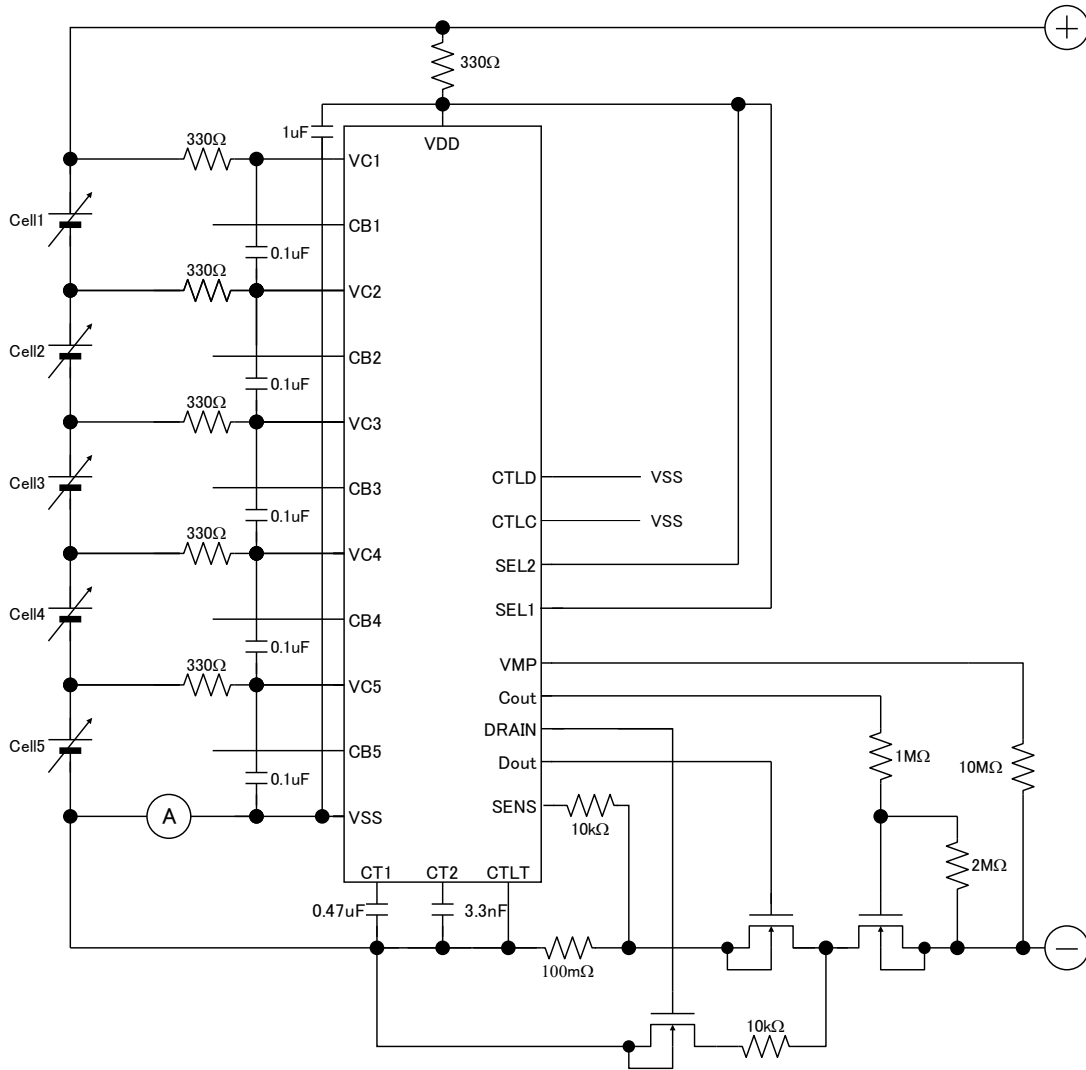 +
330Ω
1uF
VDD
330Ω
VC1
Cell1
CB1
0.1uF
330Ω
VC2
Cell2
CB2
0.1uF
330Ω
VC3
Cell3
CB3
CTLD
VSS
0.1uF
CTLC
VSS
330Ω
VC4
SEL2
Cell4
CB4
SEL1
0.1uF
330Ω
VC5
VMP
Cout
Cell5
CB5
DRAIN
1MΩ
10MΩ
Dout
0.1uF
A
VSS
SENS
10kΩ
CT1
CT2
CTLT
2MΩ
0.47uF
3.3nF
100mΩ
−
10kΩ